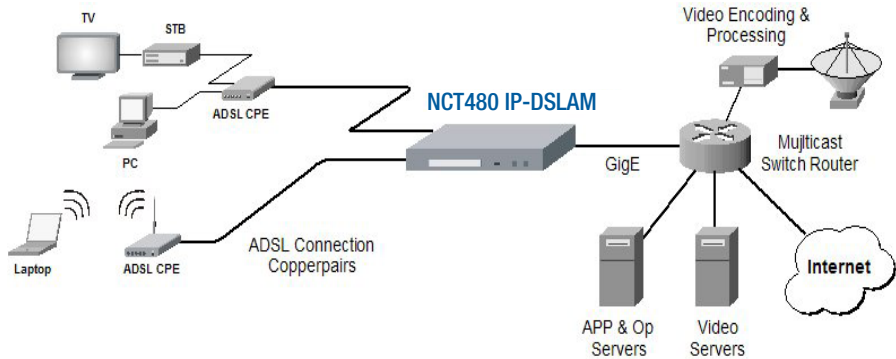 TV
STB
Video Encoding &
Processing
ADSL CPE
NCT480 IP-DSLAM
PC
GigE
Mujticast
Switch Router
Laptop
ADSL CPE
ADSL Connection
Copperpairs
Internet
APP & Op
Servers
Video
Servers